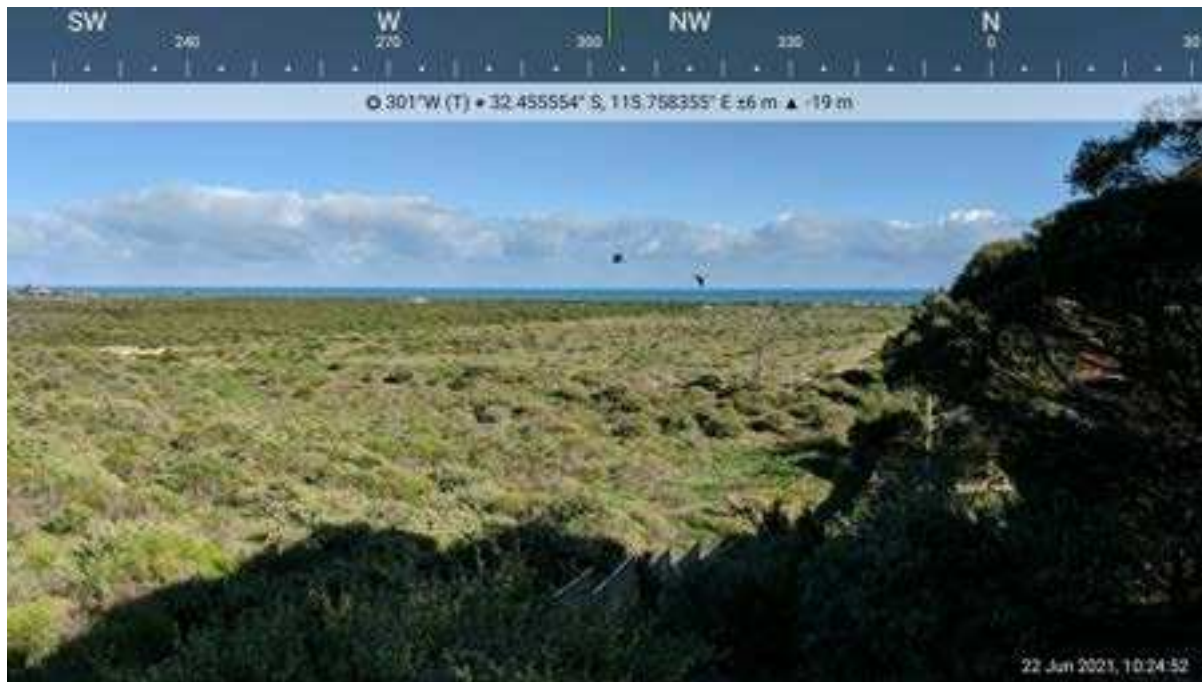 SW W NW N
240 270 300 330 0 30
301°W (T) ● 32.455554° S, 115.758355° E ±6 m ▲ -19 m
22 Jun 2021, 10:24:52